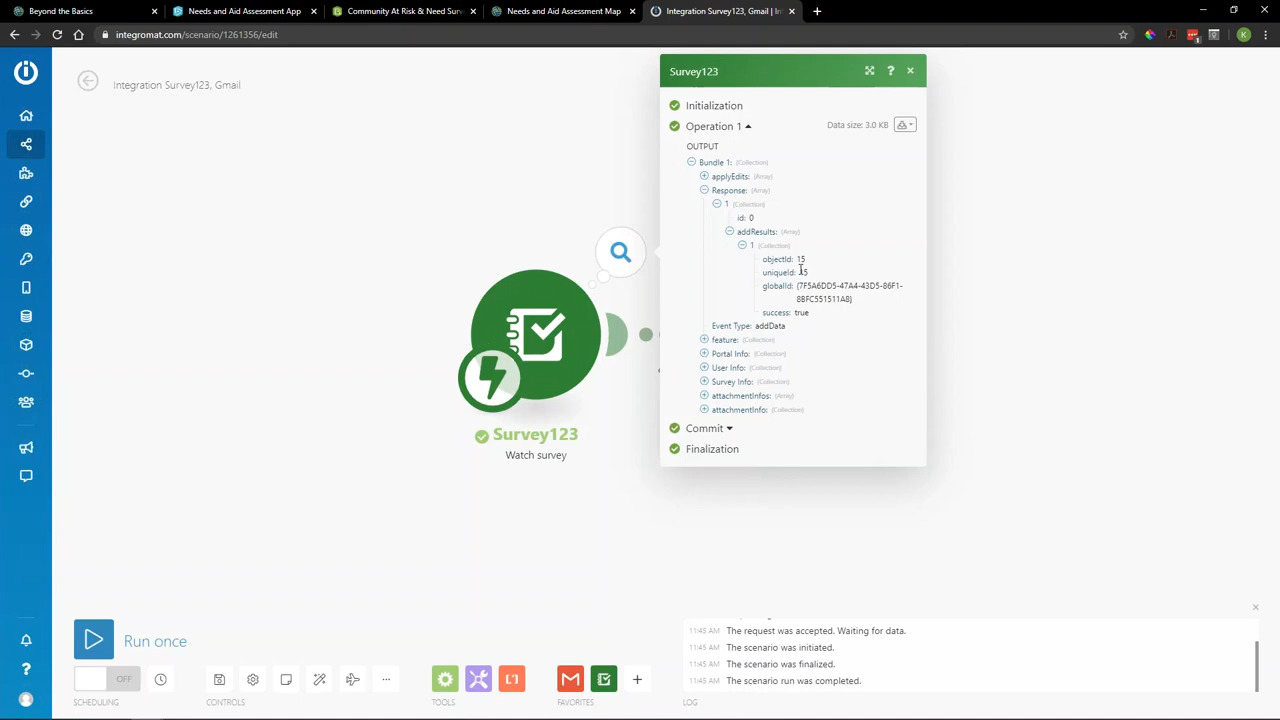 Beyond the Basics
Needs and Aid Assessment App
Community At Risk & Need Surv
Needs and Aid Assessment Map
Integration Survey123, Gmail | In
integromat.com/scenario/1261356/edit
K
Integration Survey123, Gmail
Survey123
Initialization
Operation 1
Data size: 3.0 KB
OUTPUT
Bundle 1: (Collection)
applyEdits: (Array)
Response: (Array)
1 (Collection)
id: 0
addResults: (Array)
1 (Collection)
objectId: 15
uniqueId: 15
globalId: {7F5A6DD5-47A4-43D5-86F1-
8BFC551511A8}
success: true
Event Type: addData
feature: (Collection)
Portal Info: (Collection)
User Info: (Collection)
Survey Info: (Collection)
attachmentInfos: (Array)
attachmentInfo: (Collection)
Commit
Finalization
Survey123
Watch survey
Run once
OFF
SCHEDULING
CONTROLS
TOOLS
FAVORITES
LOG
11:45 AM The request was accepted. Waiting for data.
11:45 AM The scenario was initiated.
11:45 AM The scenario was finalized.
11:45 AM The scenario run was completed.